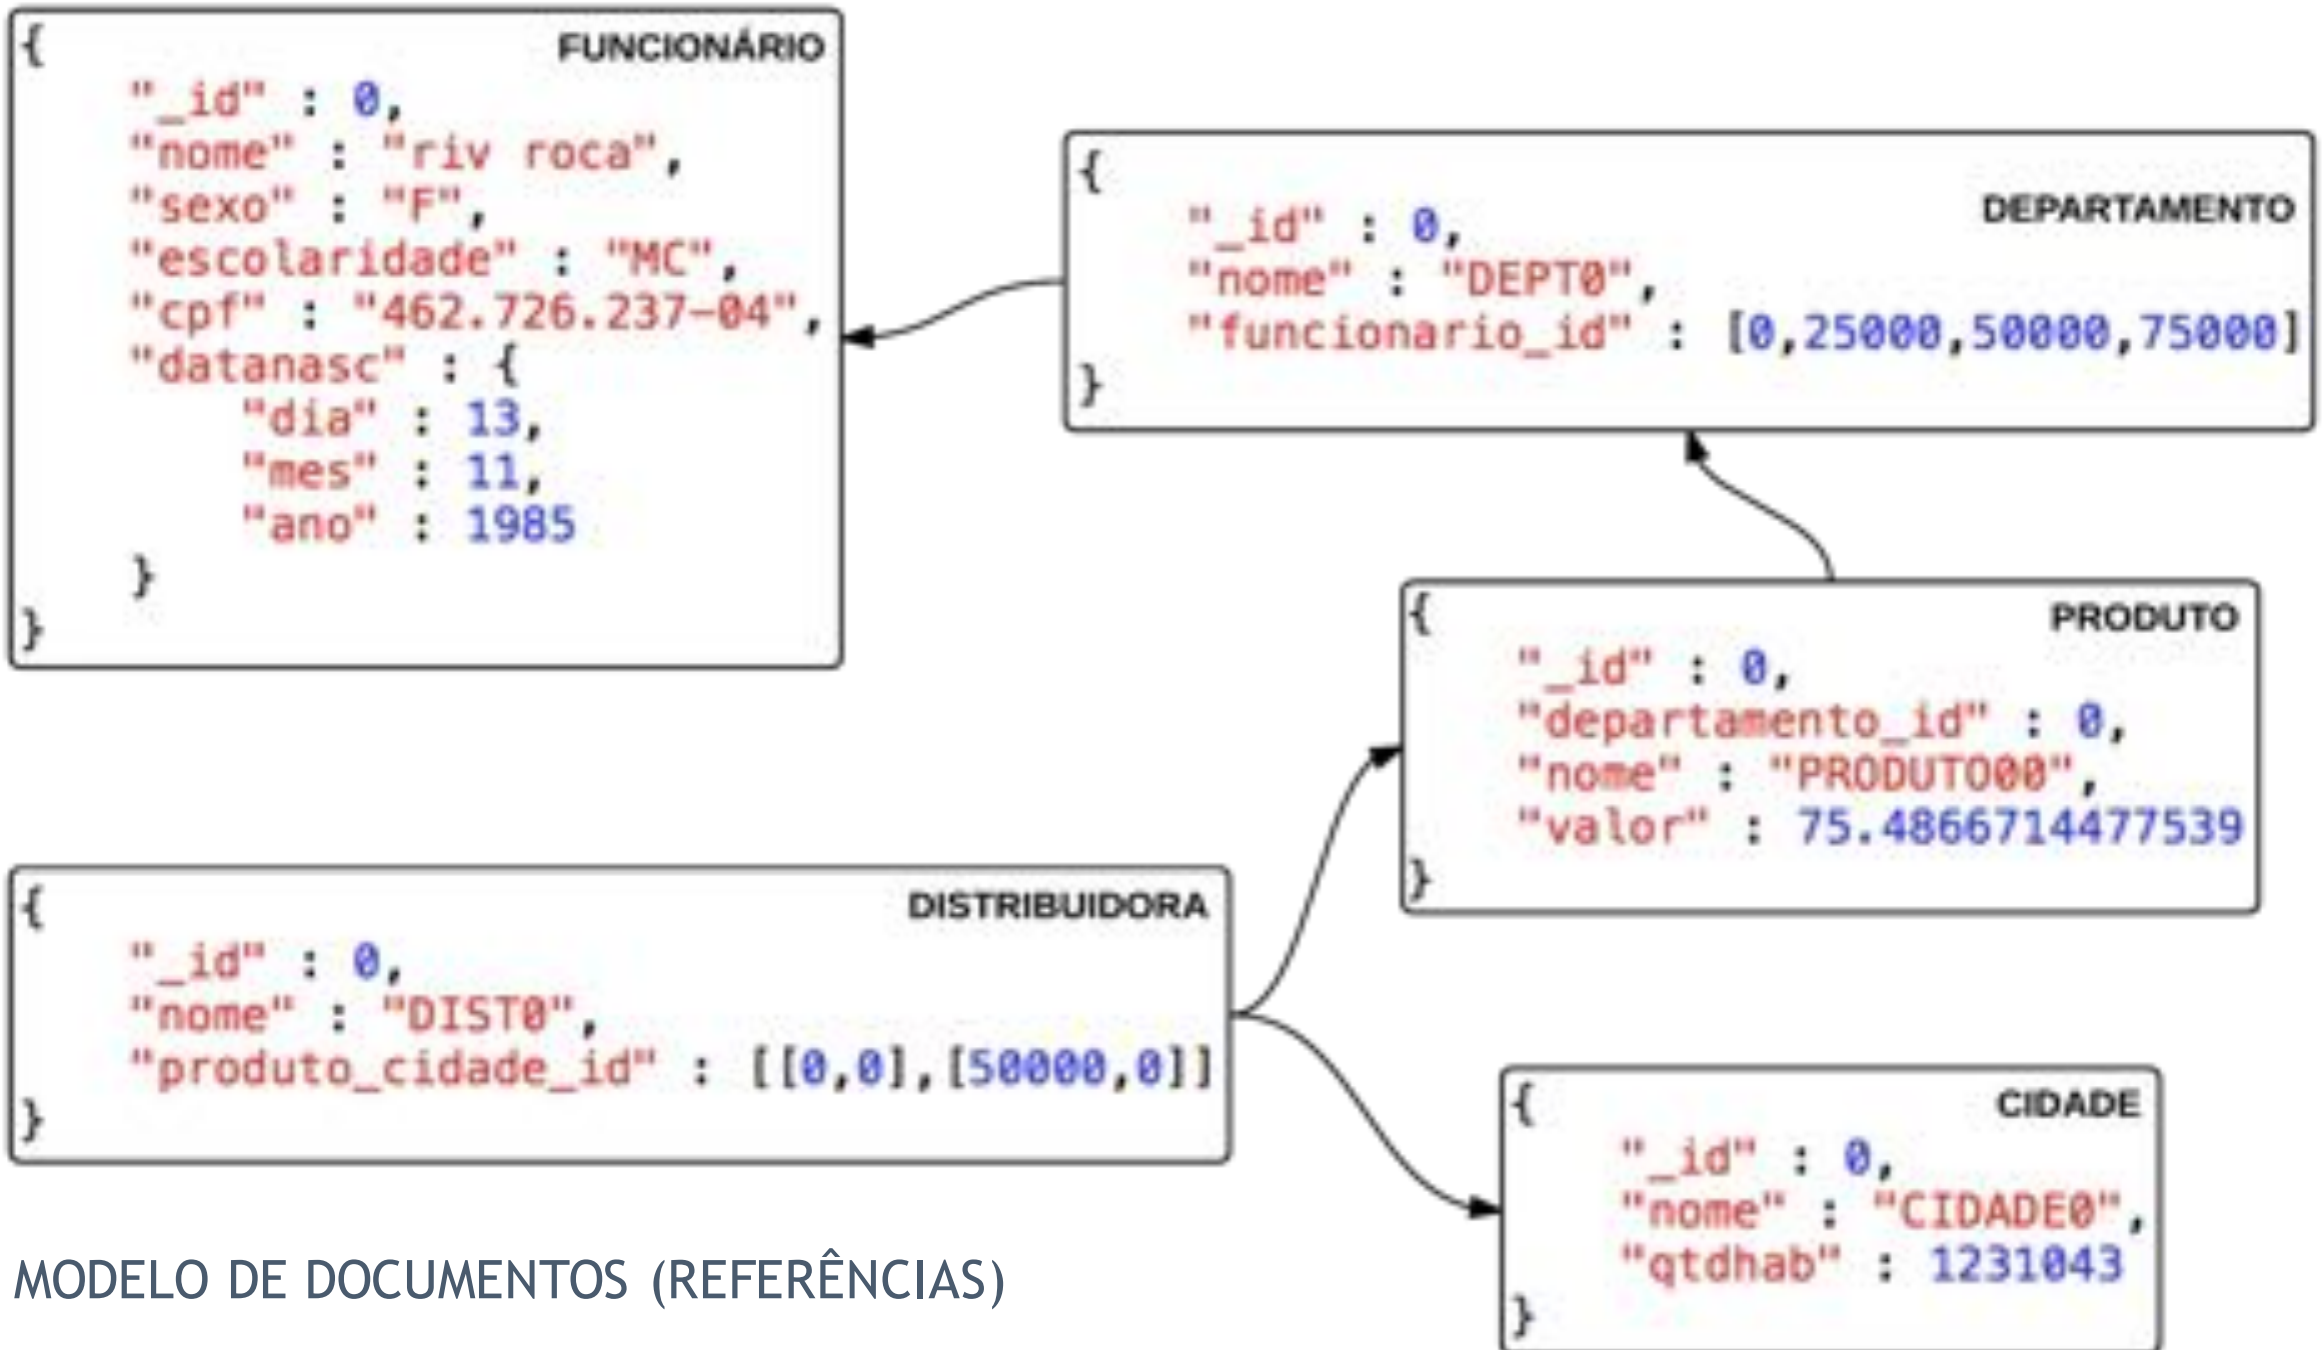 {
FUNCIONÁRIO
"_id" : 0,
"nome" : "riv roca",
"sexo" : "F",
"escolaridade" : "MC",
"cpf" : "462.726.237-04",
"datanasc" : {
"dia" : 13,
"mes" : 11,
"ano" : 1985
}
}
{
DEPARTAMENTO
"_id" : 0,
"nome" : "DEPT0",
"funcionario_id" : [0,25000,50000,75000]
}
{
PRODUTO
"_id" : 0,
"departamento_id" : 0,
"nome" : "PRODUTO00",
"valor" : 75.4866714477539
}
{
DISTRIBUIDORA
"_id" : 0,
"nome" : "DIST0",
"produto_cidade_id" : [[0,0],[50000,0]]
}
{
CIDADE
"_id" : 0,
"nome" : "CIDADE0",
"qtdhab" : 1231043
}
MODELO DE DOCUMENTOS (REFERÊNCIAS)